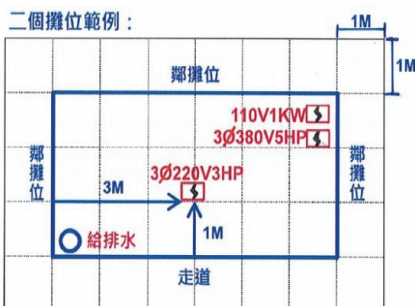 二個攤位範例：
1M
1M
鄰攤位
110V1KW
3Ø380V5HP
鄰攤位
鄰攤位
3Ø220V3HP
3M
1M
給排水
走道